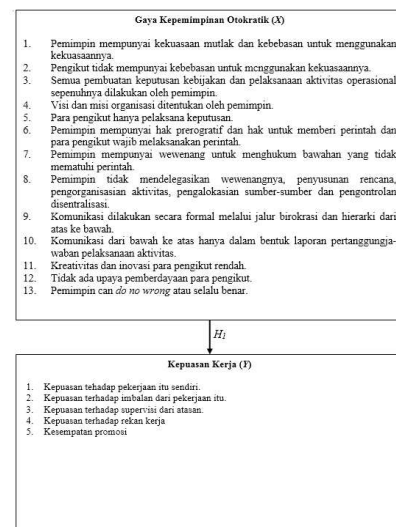 Gaya Kepemimpinan Otokratik (X)
1. Pemimpin mempunyai kekuasaan mutlak dan kebebasan untuk menggunakan
kekuasaannya.
2. Pengikut tidak mempunyai kebebasan untuk mcnggunakan kekuasaannya.
3. Semua pembuatan keputusan kebijakan dan pelaksanaan aktivitas operasional
sepenuhnya dilakukan oleh pemimpin.
4. Visi dan misi organisasi ditentukan oleh pemimpin.
5. Para pengikut hanya pelaksana keputusan.
6. Pemimpin mempunyai hak prerogratif dan hak untuk memberi perintah dan
para pengikut wajib melaksanakan perintah.
7. Pemimpin mempunyai wewenang untuk menghukum bawahan yang tidak
mematuhi perintah.
8. Pemimpin tidak mendelegasikan wewenangnya, penyusunan rencana,
pengorganisasian aktivitas, pengalokasian sumber-sumber dan pengontrolan
disentralisasi.
9. Komunikasi dilakukan secara formal melalui jalur birokrasi dan hierarki dari
atas ke bawah.
10. Komunikasi dari bawah ke atas hanya dalam bentuk laporan pertanggungja-
waban pelaksanaan aktivitas.
11. Kreativitas dan inovasi para pengikut rendah.
12. Tidak ada upaya pemberdayaan para pengikut.
13. Pemimpin can do no wrong atau selalu benar.
H1
Kepuasan Kerja (Y)
1. Kepuasan tehadap pekerjaan itu sendiri.
2. Kepuasan terhadap imbalan dari pekerjaan itu.
3. Kepuasan terhadap supervisi dari atasan.
4. Kepuasan terhadap rekan kerja
5. Kesempatan promosi